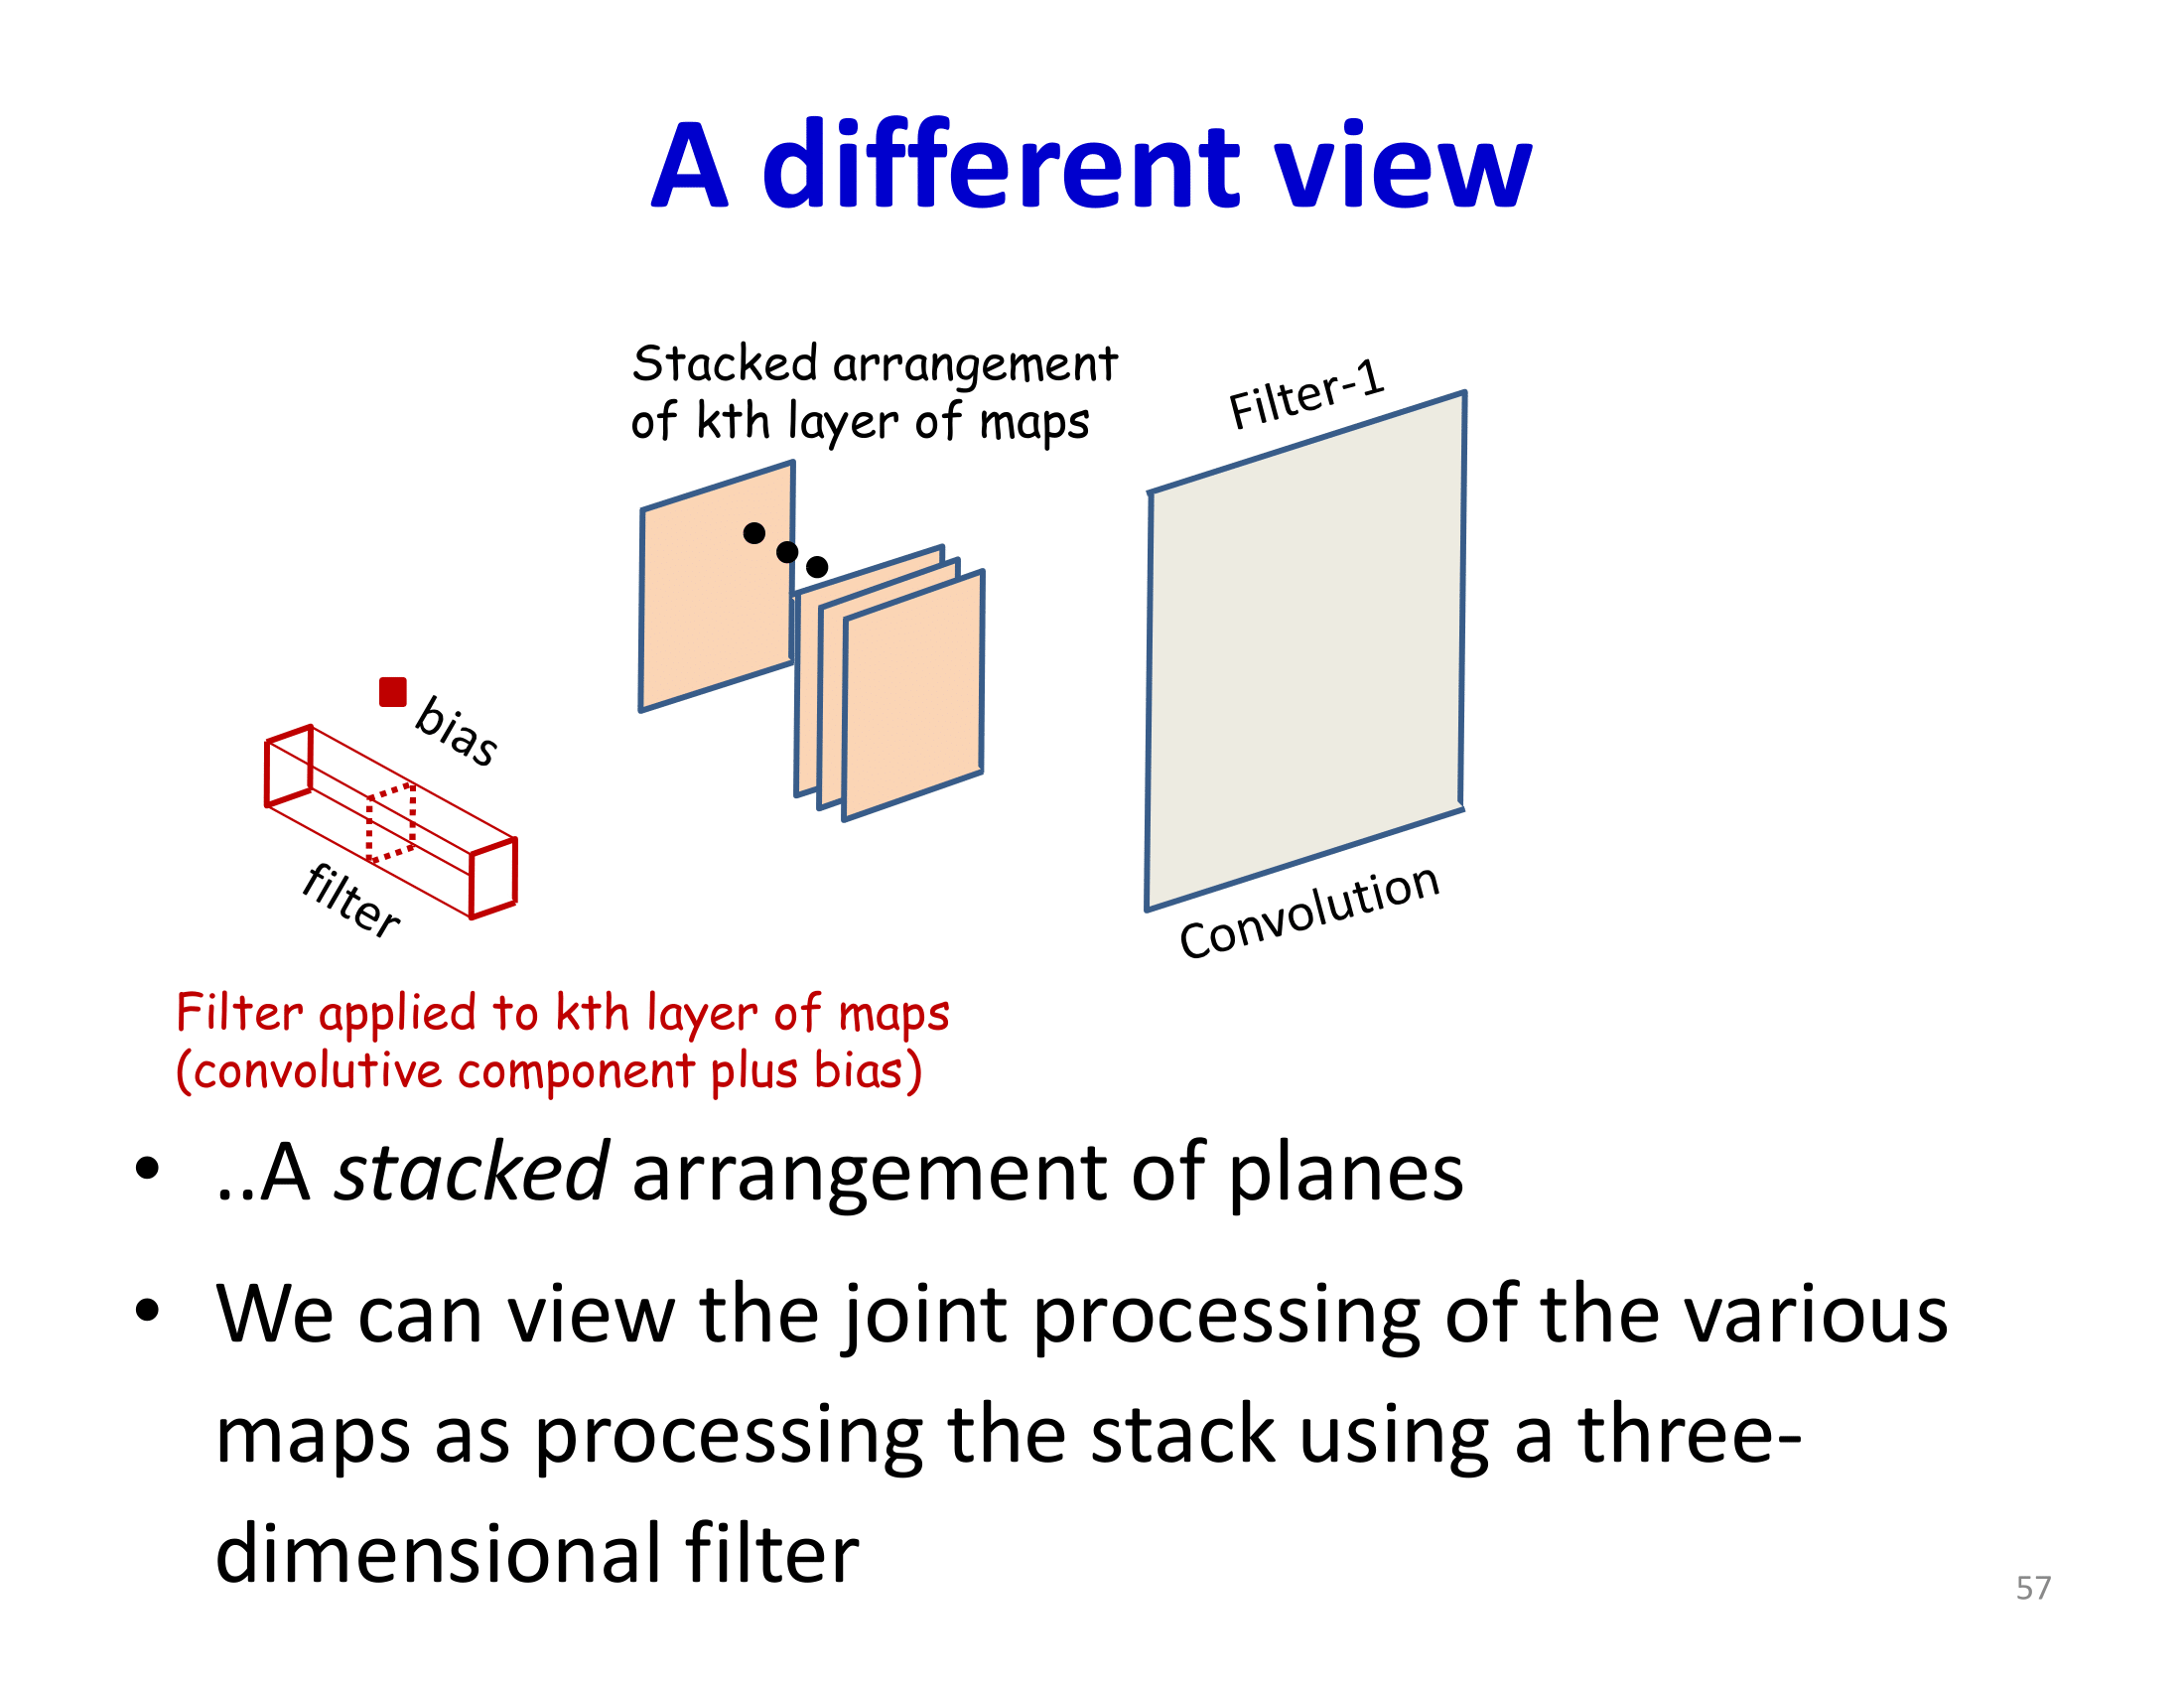 A different view
Stacked arrangement
of kth layer of maps
Filter-1
bias
filter
Convolution
Filter applied to kth layer of maps
(convolutive component plus bias)
• ..A stacked arrangement of planes
• We can view the joint processing of the various
maps as processing the stack using a three-
dimensional filter
57